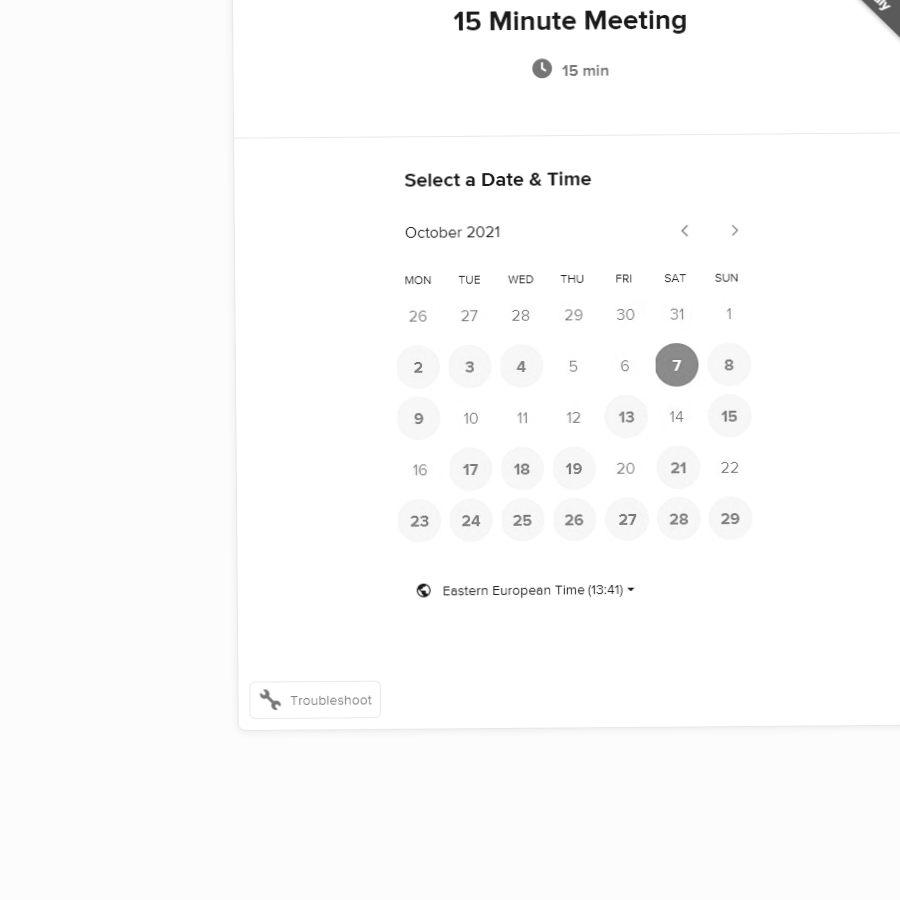 15 Minute Meeting
15 min
Select a Date & Time
October 2021
MON TUE WED THU FRI SAT SUN
26 27 28 29 30 31 1
2 3 4 5 6 7 8
9 10 11 12 13 14 15
16 17 18 19 20 21 22
23 24 25 26 27 28 29
Eastern European Time (13:41)
Troubleshoot